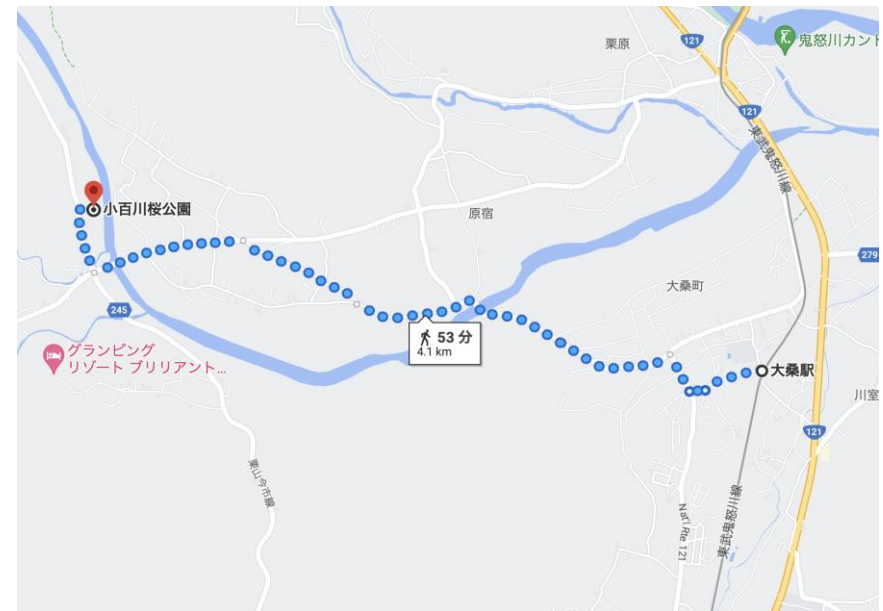 121
栗原
鬼怒川カント
121
東武鬼怒川線
小百川桜公園
原宿
279
大桑町
245
53 分
4.1 km
グランピング
リゾート ブリリアント...
大桑駅
川室
121
栗山今市線
Nat'l Rte 121
東武鬼怒川線